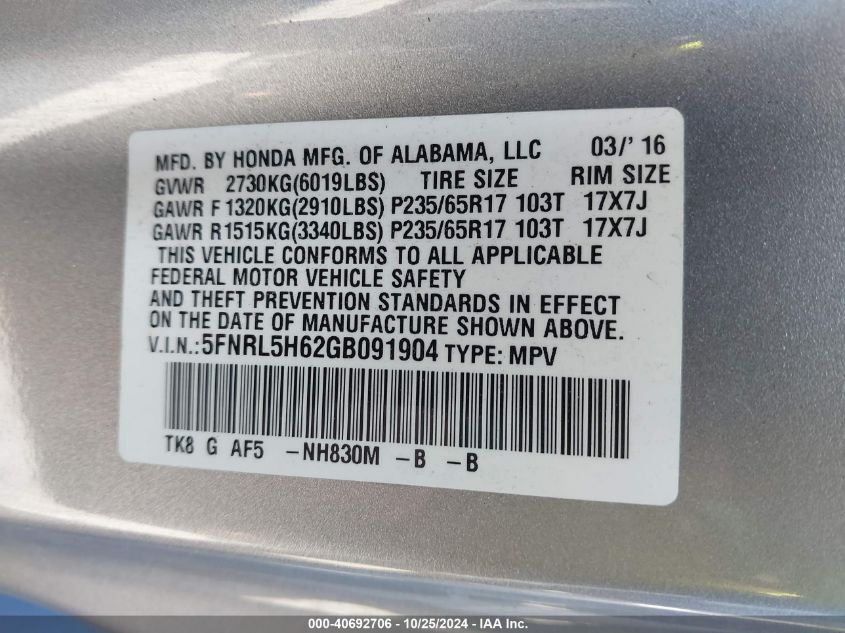 MFD. BY HONDA MFG. OF ALABAMA, LLC 03/' 16
GVWR 2730KG(6019LBS) TIRE SIZE RIM SIZE
GAWR F 1320KG(2910LBS) P235/65R17 103T 17X7J
GAWR R1515KG(3340LBS) P235/65R17 103T 17X7J
THIS VEHICLE CONFORMS TO ALL APPLICABLE
FEDERAL MOTOR VEHICLE SAFETY
AND THEFT PREVENTION STANDARDS IN EFFECT
ON THE DATE OF MANUFACTURE SHOWN ABOVE.
V.I.N.:5FNRL5H62GB091904 TYPE: MPV
TK8 G AF5 -NH830M -B -B
000-40692706 - 10/25/2024 - IAA Inc.